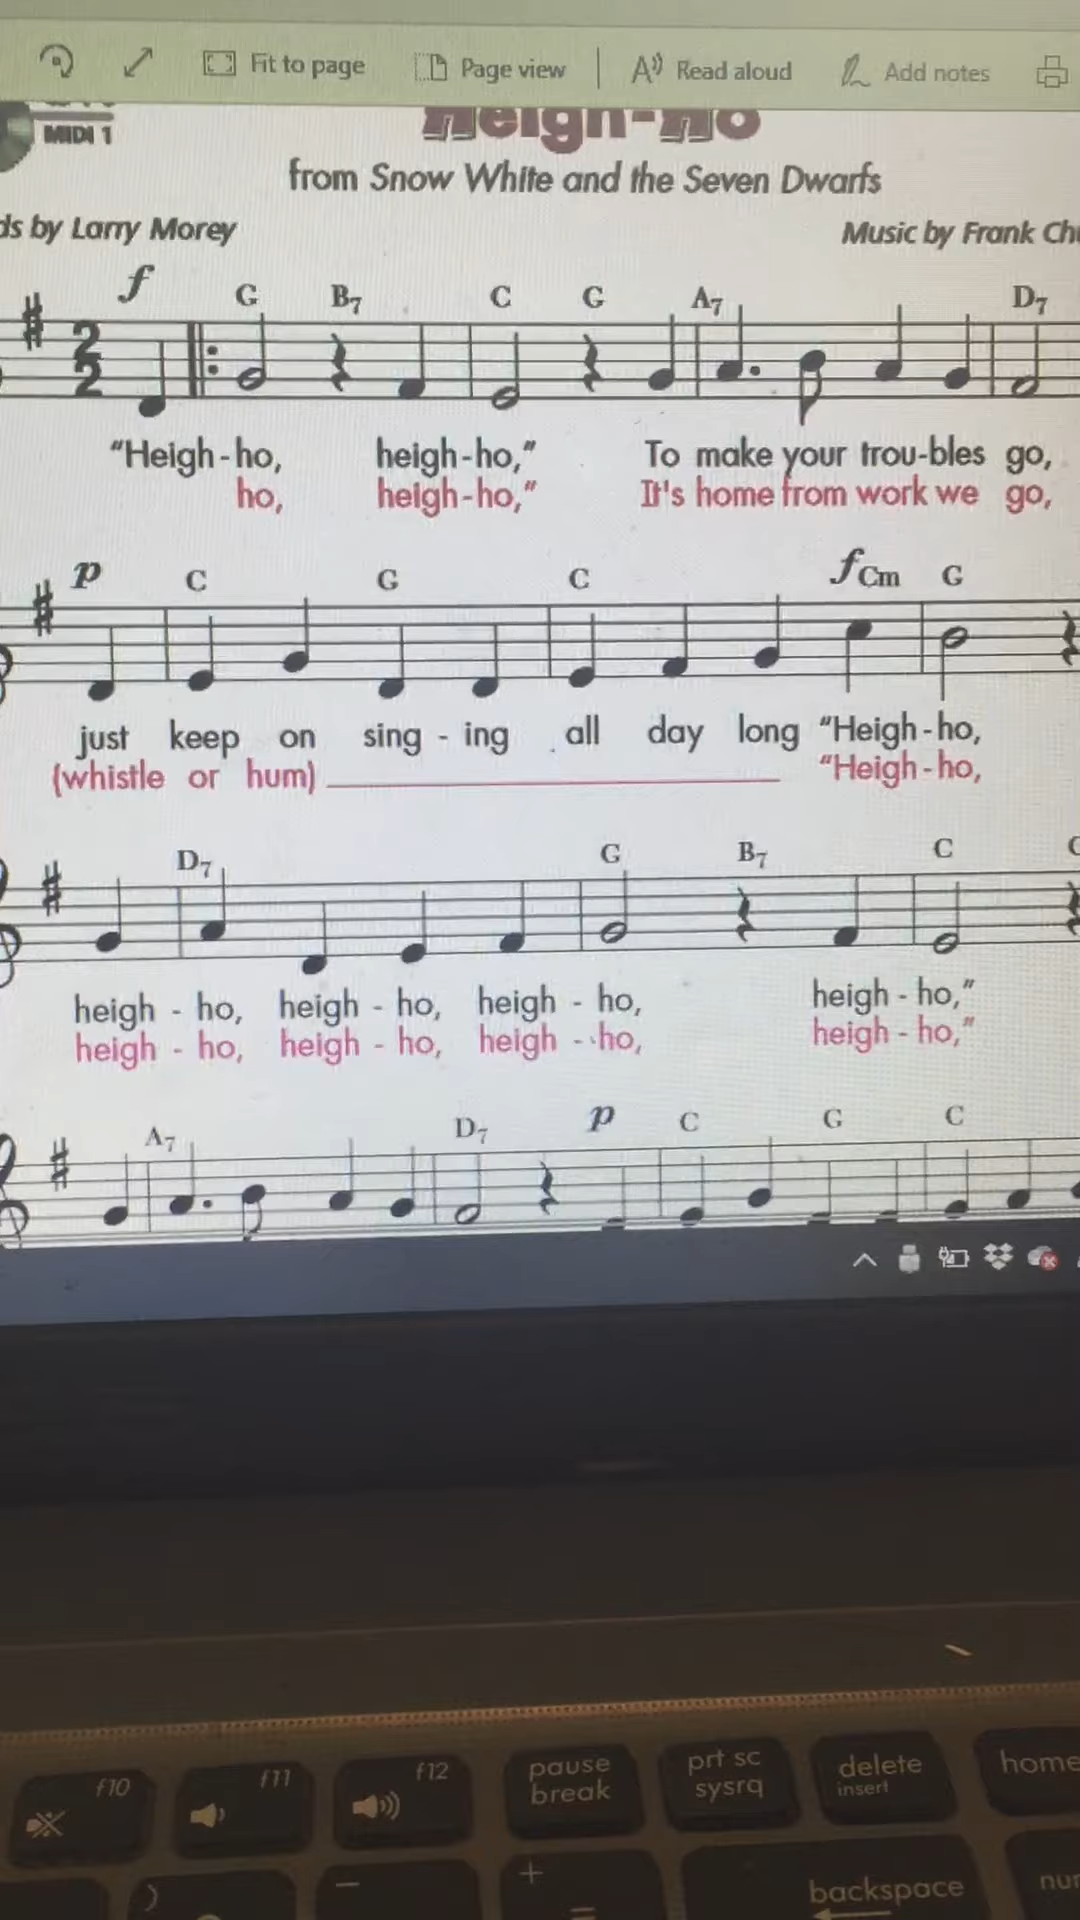 Fit to page Page view Read aloud Add notes
MIDI 1
Heigh-Ho
from Snow White and the Seven Dwarfs
by Larry Morey Music by Frank
f G B7 C G A7 D7
2
2
"Heigh-ho, heigh-ho," To make your trou-bles go,
ho, heigh-ho," It's home from work we go,
p C G C f Cm G
just keep on sing - ing all day long "Heigh-ho,
(whistle or hum) "Heigh-ho,
D7 G B7 C
heigh - ho, heigh - ho, heigh - ho, heigh - ho,"
heigh - ho, heigh - ho, heigh - ho, heigh - ho,"
A7 D7 p C G C
f10 f11 f12 pause break prt sc sysrq delete insert home
) − + = backspace